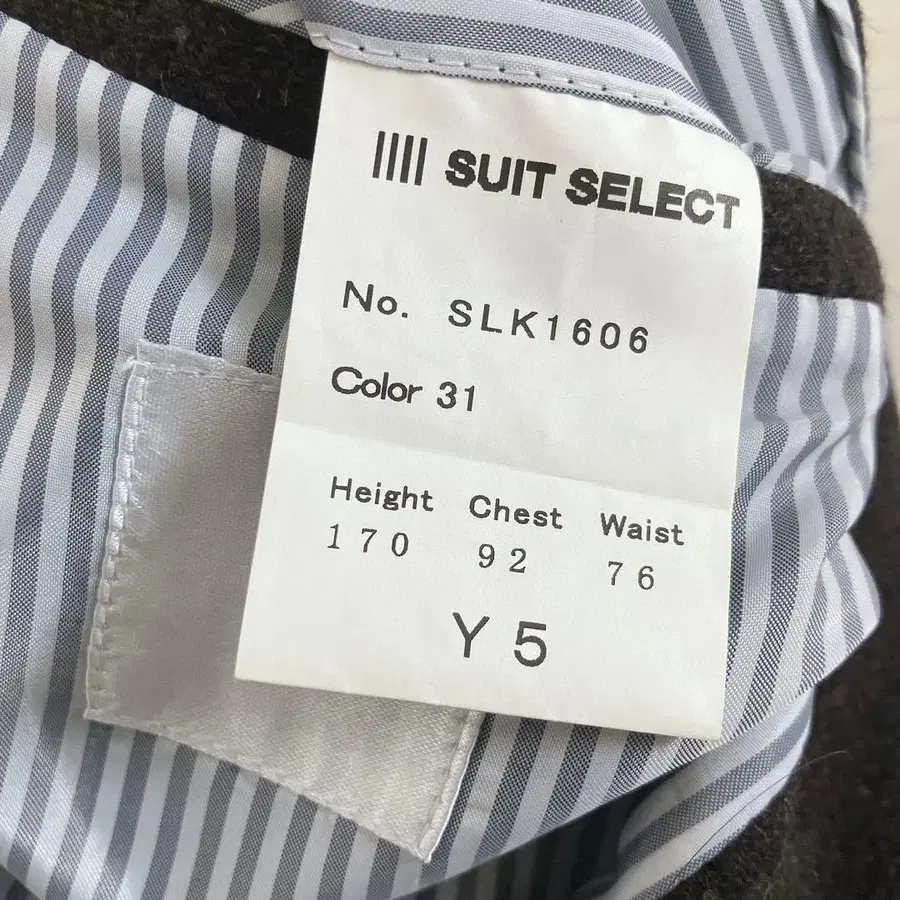 SUIT SELECT
No. SLK1606
Color 31
Height Chest Waist
170 92 76
Y5